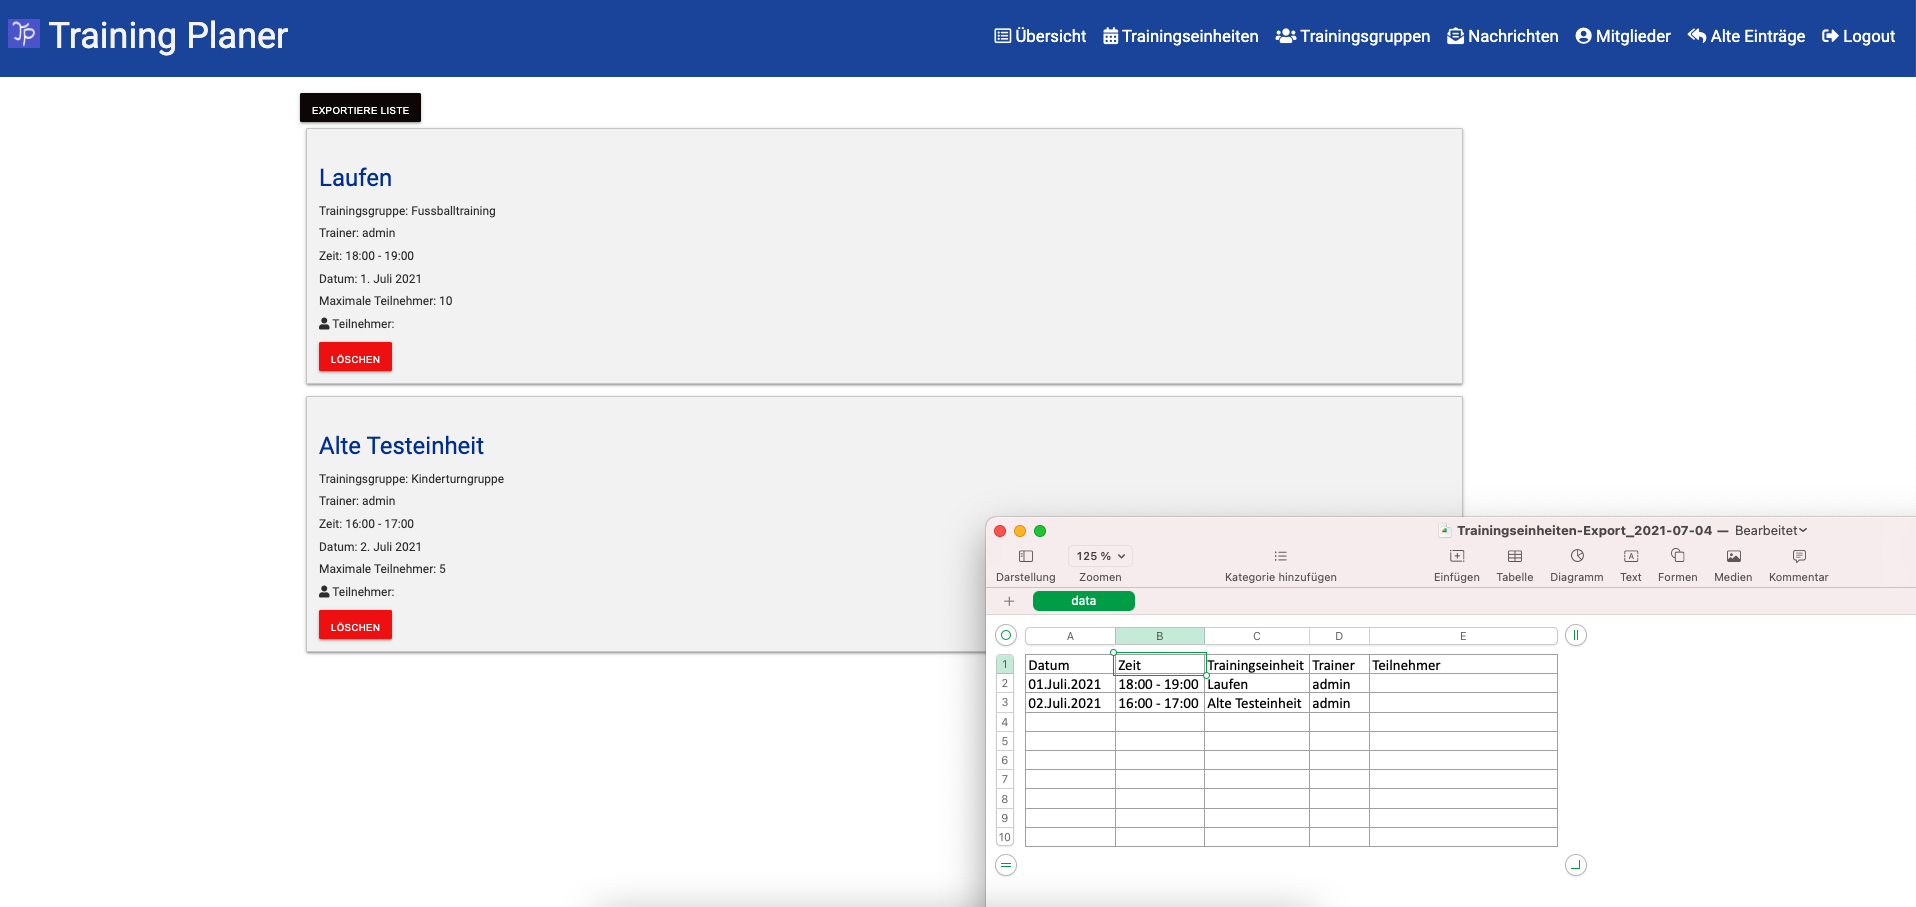 Jp Training Planer
Übersicht Trainingseinheiten Trainingsgruppen Nachrichten Mitglieder Alte Einträge Logout
EXPORTIERE LISTE
Laufen
Trainingsgruppe: Fussballtraining
Trainer: admin
Zeit: 18:00 - 19:00
Datum: 1. Juli 2021
Maximale Teilnehmer: 10
Teilnehmer:
LÖSCHEN
Alte Testeinheit
Trainingsgruppe: Kinderturngruppe
Trainer: admin
Zeit: 16:00 - 17:00
Datum: 2. Juli 2021
Maximale Teilnehmer: 5
Teilnehmer:
LÖSCHEN
Trainingseinheiten-Export_2021-07-04 — Bearbeitet
125 %
Darstellung Zoomen Kategorie hinzufügen Einfügen Tabelle Diagramm Text Formen Medien Kommentar
data
A B C D E
1 Datum Zeit Trainingseinheit Trainer Teilnehmer
2 01.Juli.2021 18:00 - 19:00 Laufen admin
3 02.Juli.2021 16:00 - 17:00 Alte Testeinheit admin
4
5
6
7
8
9
10